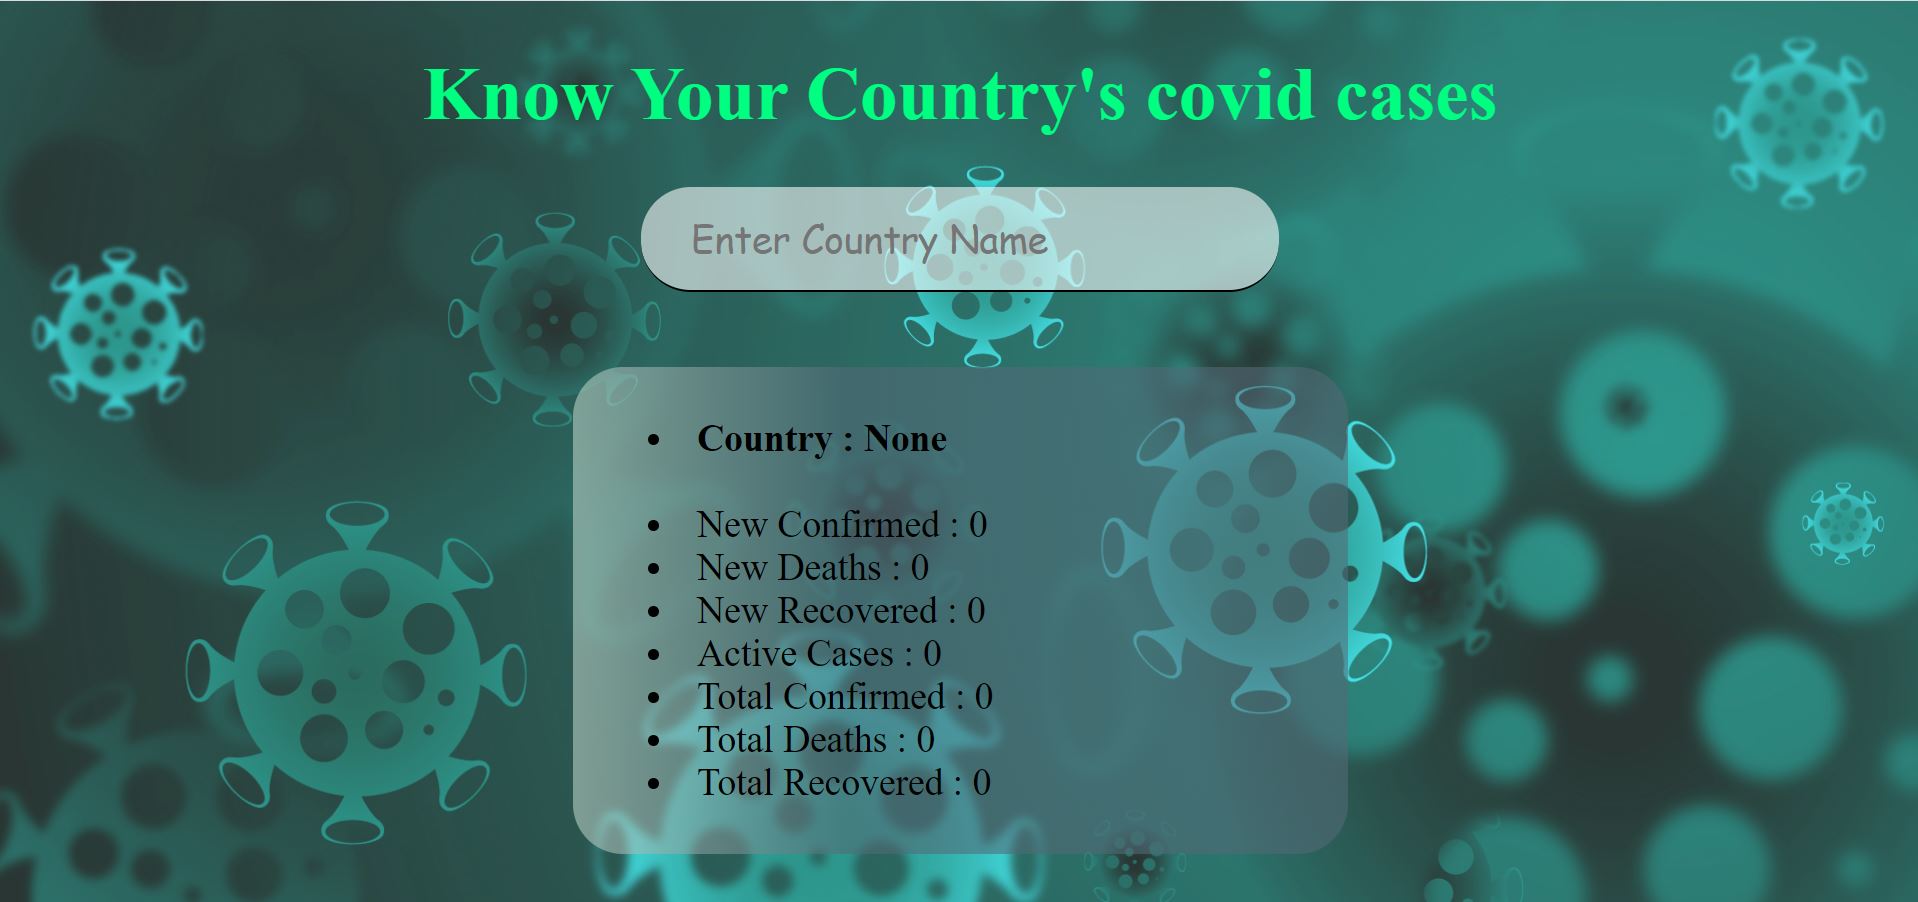 Know Your Country's covid cases
Enter Country Name
Country : None
New Confirmed : 0
New Deaths : 0
New Recovered : 0
Active Cases : 0
Total Confirmed : 0
Total Deaths : 0
Total Recovered : 0